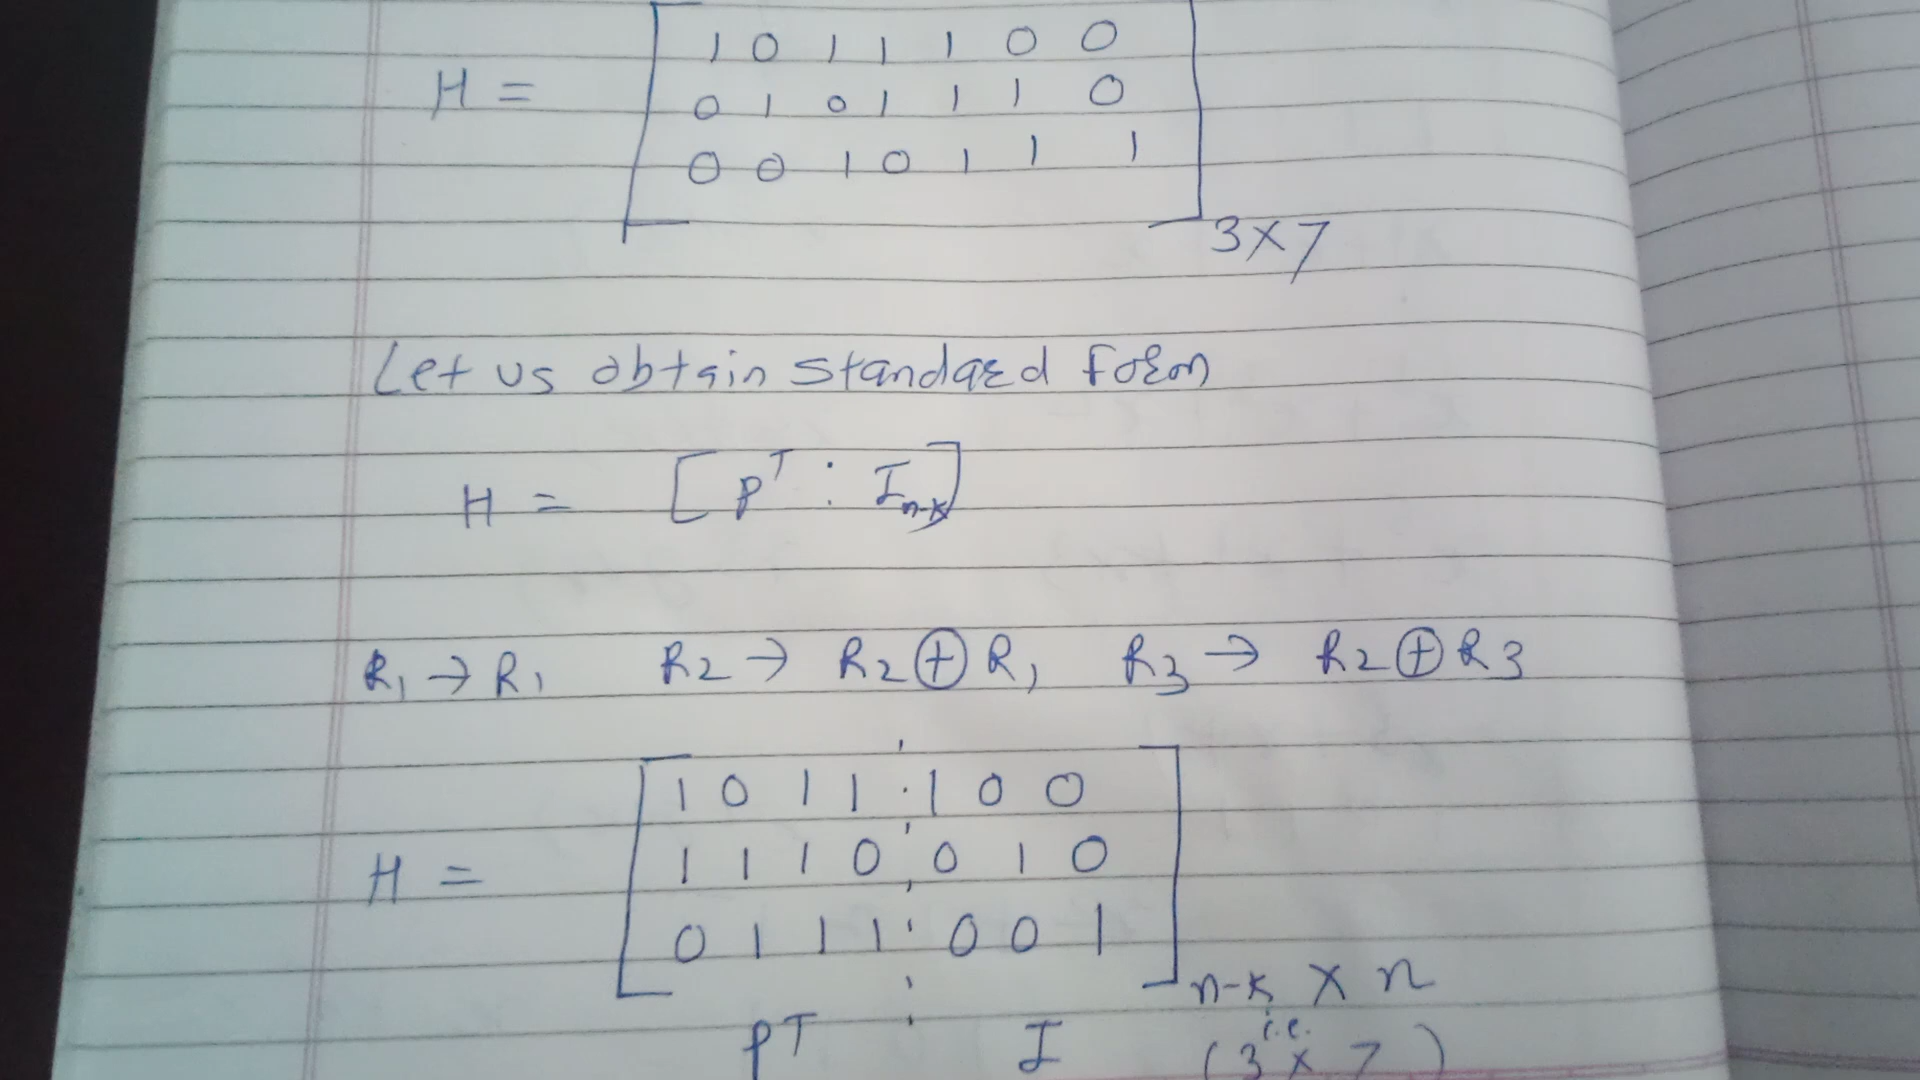 1 0 1 1 1 0 0
H = 0 1 0 1 1 1 0
0 0 1 0 1 1 1
3 × 7
Let us obtain standard form
H = [ P^T : I_n-k ]
R1 → R1 R2 → R2 ⊕ R1 R3 → R2 ⊕ R3
1 0 1 1 : 1 0 0
H = 1 1 1 0 : 0 1 0
0 1 1 1 : 0 0 1
n-k × n
P^T : I (3 × 7) i.e.